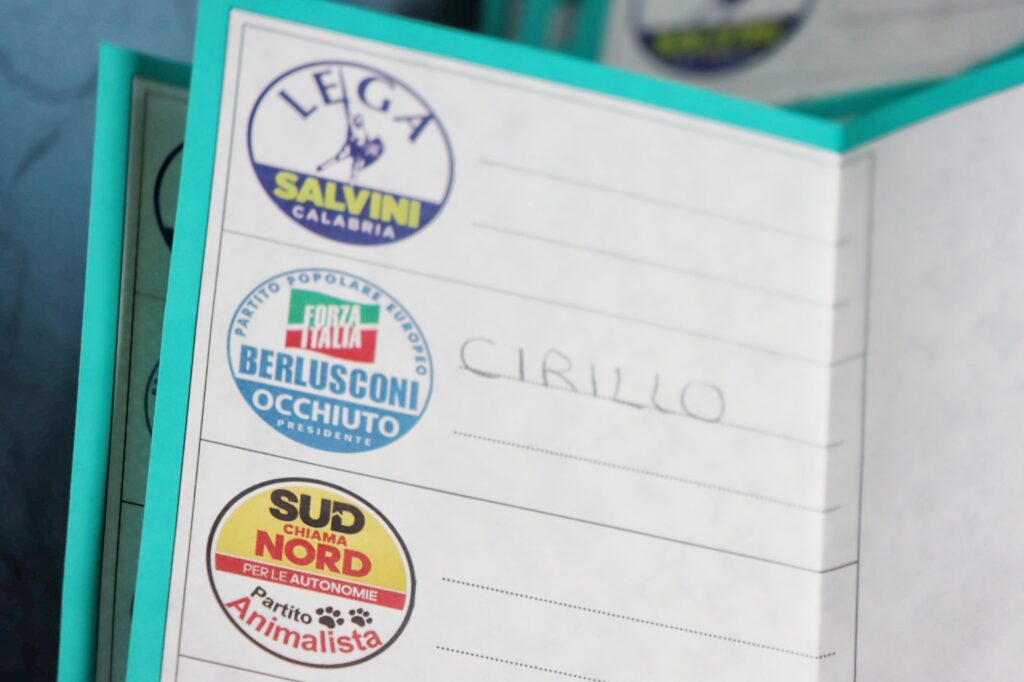 LEGA
SALVINI
CALABRIA
PARTITO POPOLARE EUROPEO
FORZA
ITALIA
BERLUSCONI
OCCHIUTO
PRESIDENTE
CIRILLO
SUD
CHIAMA
NORD
PER LE AUTONOMIE
Partito
Animalista